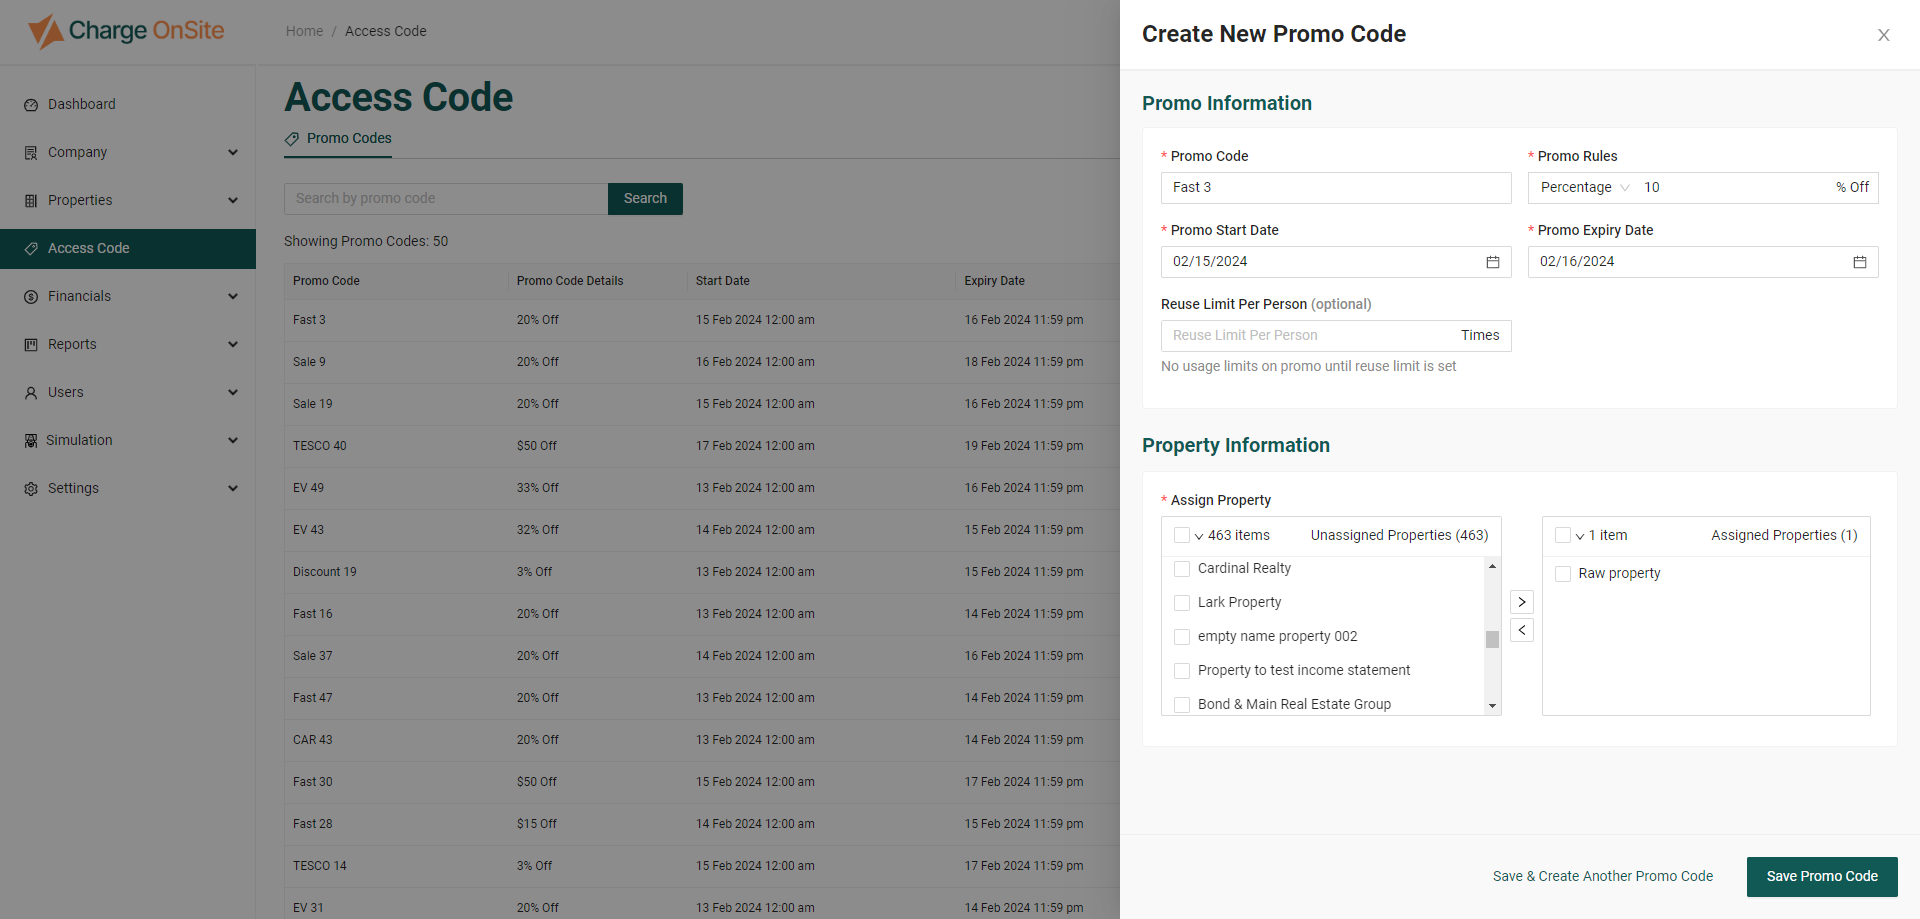 Charge OnSite
Home / Access Code
Dashboard
Company
Properties
Access Code
Financials
Reports
Users
Simulation
Settings
Access Code
Promo Codes
Search by promo code Search
Showing Promo Codes: 50
Promo Code Promo Code Details Start Date Expiry Date
Fast 3 20% Off 15 Feb 2024 12:00 am 16 Feb 2024 11:59 pm
Sale 9 20% Off 16 Feb 2024 12:00 am 18 Feb 2024 11:59 pm
Sale 19 20% Off 15 Feb 2024 12:00 am 16 Feb 2024 11:59 pm
TESCO 40 $50 Off 17 Feb 2024 12:00 am 19 Feb 2024 11:59 pm
EV 49 33% Off 13 Feb 2024 12:00 am 16 Feb 2024 11:59 pm
EV 43 32% Off 14 Feb 2024 12:00 am 15 Feb 2024 11:59 pm
Discount 19 3% Off 13 Feb 2024 12:00 am 15 Feb 2024 11:59 pm
Fast 16 20% Off 13 Feb 2024 12:00 am 14 Feb 2024 11:59 pm
Sale 37 20% Off 14 Feb 2024 12:00 am 16 Feb 2024 11:59 pm
Fast 47 20% Off 13 Feb 2024 12:00 am 14 Feb 2024 11:59 pm
CAR 43 20% Off 13 Feb 2024 12:00 am 14 Feb 2024 11:59 pm
Fast 30 $50 Off 15 Feb 2024 12:00 am 17 Feb 2024 11:59 pm
Fast 28 $15 Off 14 Feb 2024 12:00 am 15 Feb 2024 11:59 pm
TESCO 14 3% Off 15 Feb 2024 12:00 am 17 Feb 2024 11:59 pm
EV 31 20% Off 13 Feb 2024 12:00 am 14 Feb 2024 11:59 pm
Create New Promo Code
Promo Information
* Promo Code * Promo Rules
Fast 3 Percentage 10 % Off
* Promo Start Date * Promo Expiry Date
02/15/2024 02/16/2024
Reuse Limit Per Person (optional)
Reuse Limit Per Person Times
No usage limits on promo until reuse limit is set
Property Information
* Assign Property
463 items Unassigned Properties (463)
Cardinal Realty
Lark Property
empty name property 002
Property to test income statement
Bond & Main Real Estate Group
1 item Assigned Properties (1)
Raw property
Save & Create Another Promo Code Save Promo Code